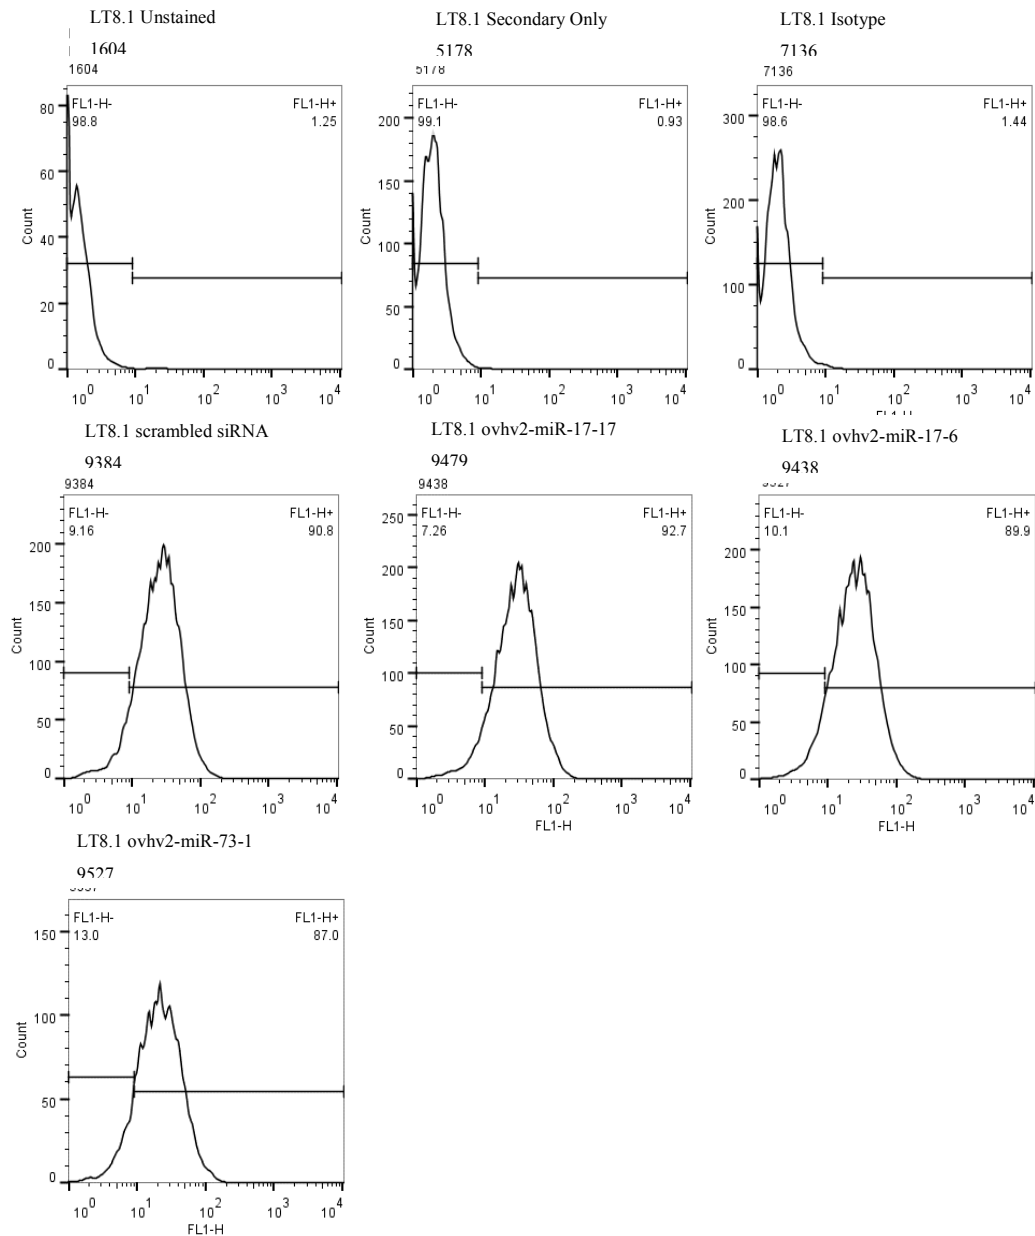 LT8.1 Unstained
1604
1604
FL1-H-
98.8
FL1-H+
1.25
Count
80
60
40
20
0
10^0 10^1 10^2 10^3 10^4
LT8.1 Secondary Only
5178
5178
FL1-H-
99.1
FL1-H+
0.93
Count
200
150
100
50
0
10^0 10^1 10^2 10^3 10^4
LT8.1 Isotype
7136
7136
FL1-H-
98.6
FL1-H+
1.44
Count
300
200
100
0
10^0 10^1 10^2 10^3 10^4
FL1-H
LT8.1 scrambled siRNA
9384
9384
FL1-H-
9.16
FL1-H+
90.8
Count
200
150
100
50
0
10^0 10^1 10^2 10^3 10^4
LT8.1 ovhv2-miR-17-17
9479
9438
FL1-H-
7.26
FL1-H+
92.7
Count
250
200
150
100
50
0
10^0 10^1 10^2 10^3 10^4
FL1-H
LT8.1 ovhv2-miR-17-6
9438
FL1-H-
10.1
FL1-H+
89.9
Count
200
150
100
50
0
10^0 10^1 10^2 10^3 10^4
FL1-H
LT8.1 ovhv2-miR-73-1
9527
FL1-H-
13.0
FL1-H+
87.0
Count
150
100
50
0
10^0 10^1 10^2 10^3 10^4
FL1-H